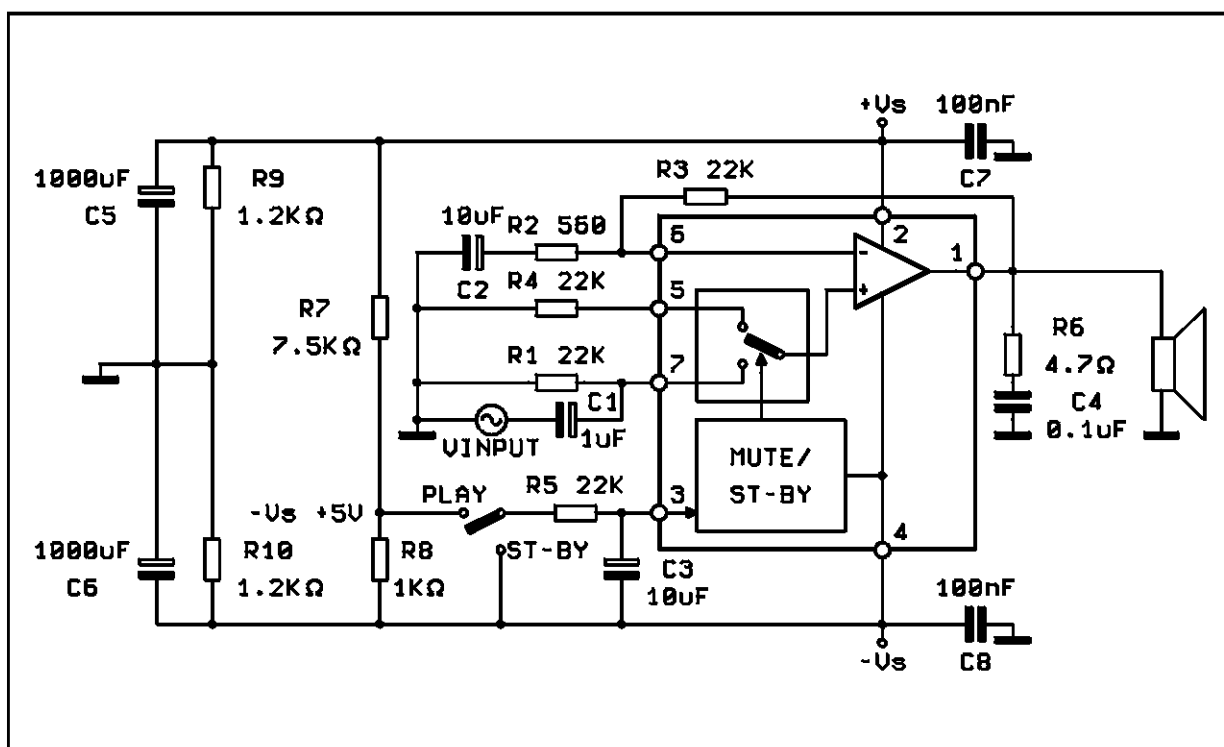 +Vs
100nF
C7
R3 22K
1000uF
C5
R9
1.2KΩ
10uF
C2
R2 560
6
2
1
-
+
R4 22K
5
R7
7.5KΩ
R1 22K
7
C1
1uF
VINPUT
R6
4.7Ω
C4
0.1uF
MUTE/
ST-BY
PLAY
R5 22K
3
-Vs +5V
ST-BY
4
1000uF
C6
R10
1.2KΩ
R8
1KΩ
C3
10uF
100nF
C8
-Vs